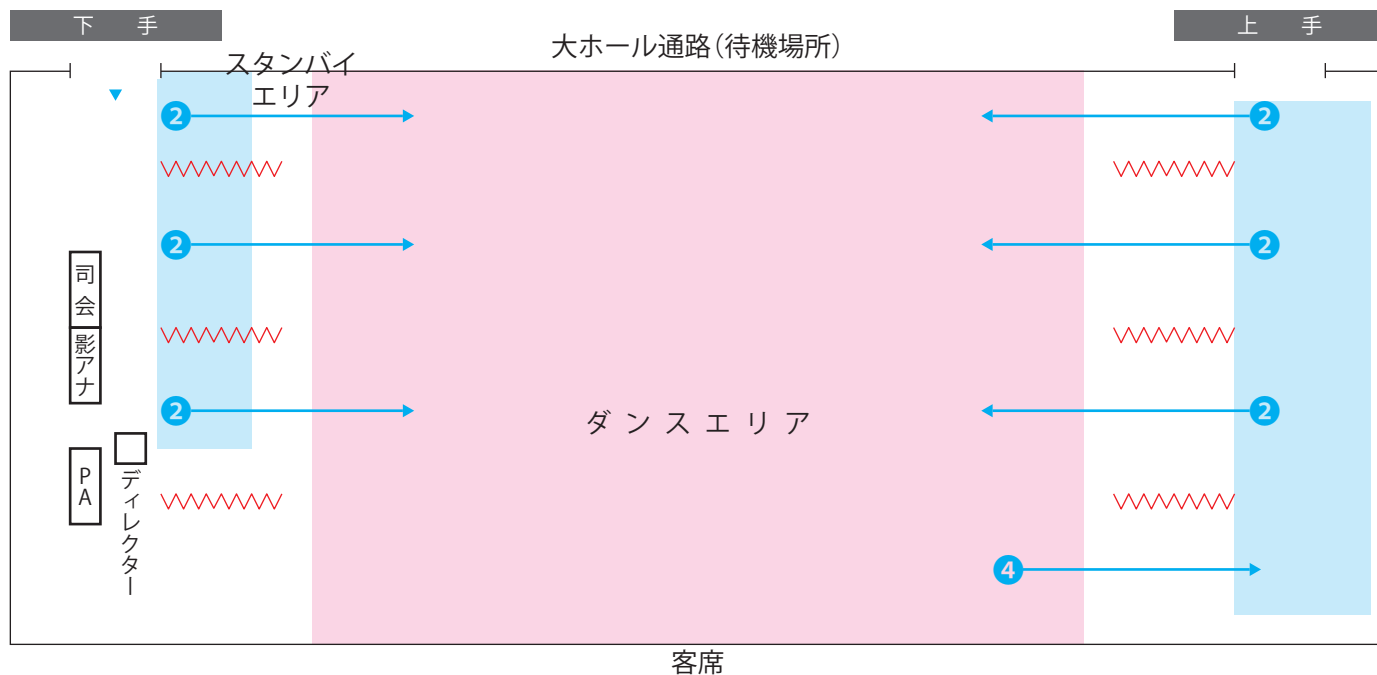 下 手
上 手
大ホール通路（待機場所）
スタンバイ
エリア
2
2
2
2
司会
影アナ
2
2
ダンスエリア
PA
ディレクター
4
客席